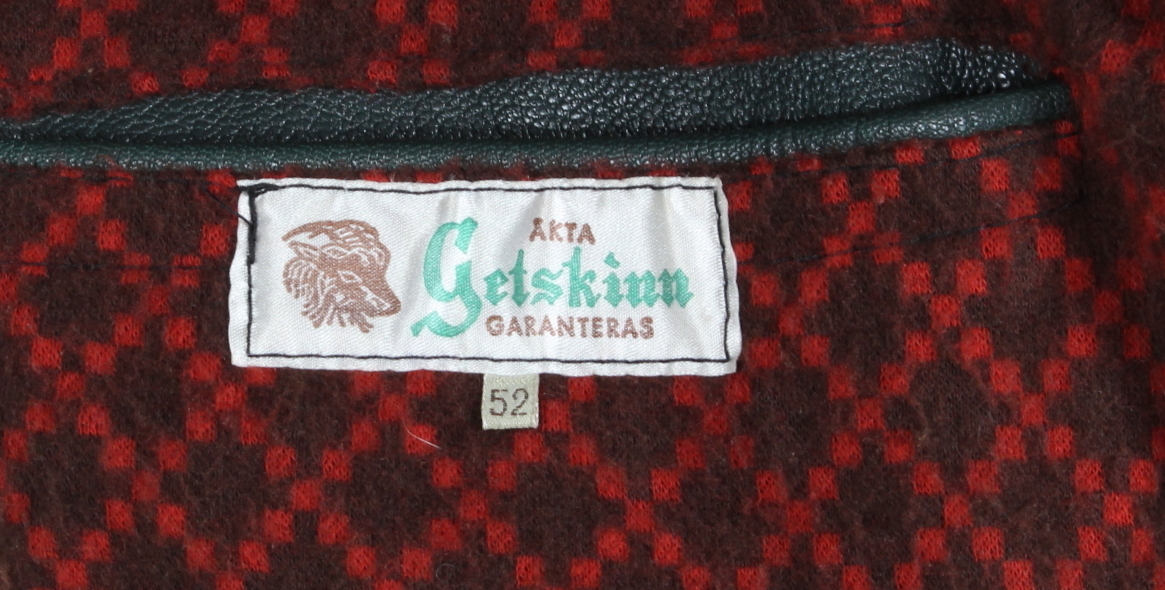 ÄKTA
Getskinn
GARANTERAS
52